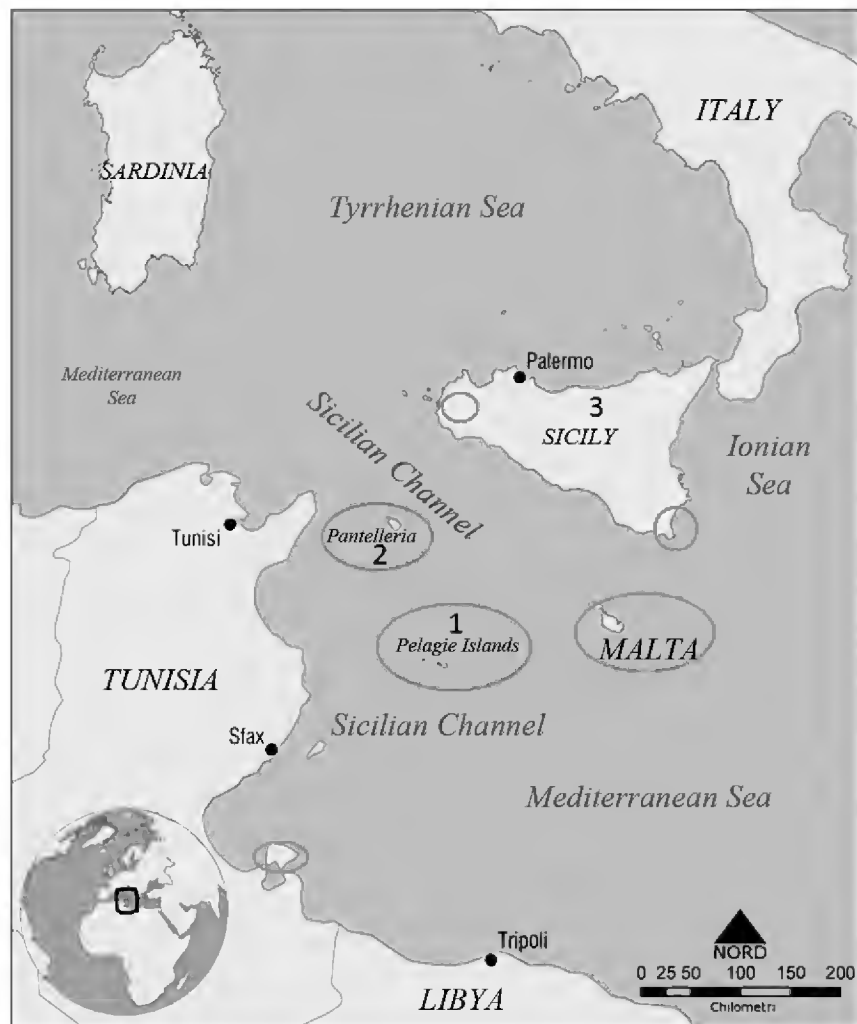 ITALY
SARDINIA
Tyrrhenian Sea
Palermo
Mediterranean
Sea
3
SICILY
Sicilian Channel
Ionian
Sea
Tunisi
Pantelleria
2
1
Pelagie Islands
MALTA
TUNISIA
Sicilian Channel
Sfax
Mediterranean Sea
Tripoli
NORD
0 25 50 100 150 200
Chilometri
LIBYA